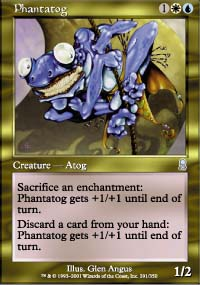 Phantatog 1
Creature — Atog
Sacrifice an enchantment:
Phantatog gets +1/+1 until end
of turn.
Discard a card from your hand:
Phantatog gets +1/+1 until end
of turn.
Illus. Glen Angus
™ & © 1993-2001 Wizards of the Coast, Inc. 291/350
1/2